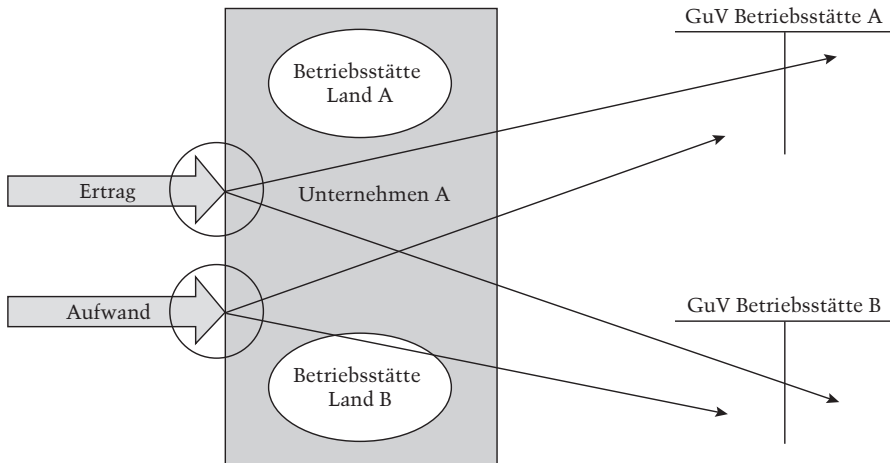 GuV Betriebsstätte A
Betriebsstätte
Land A
Ertrag
Unternehmen A
Aufwand
GuV Betriebsstätte B
Betriebsstätte
Land B